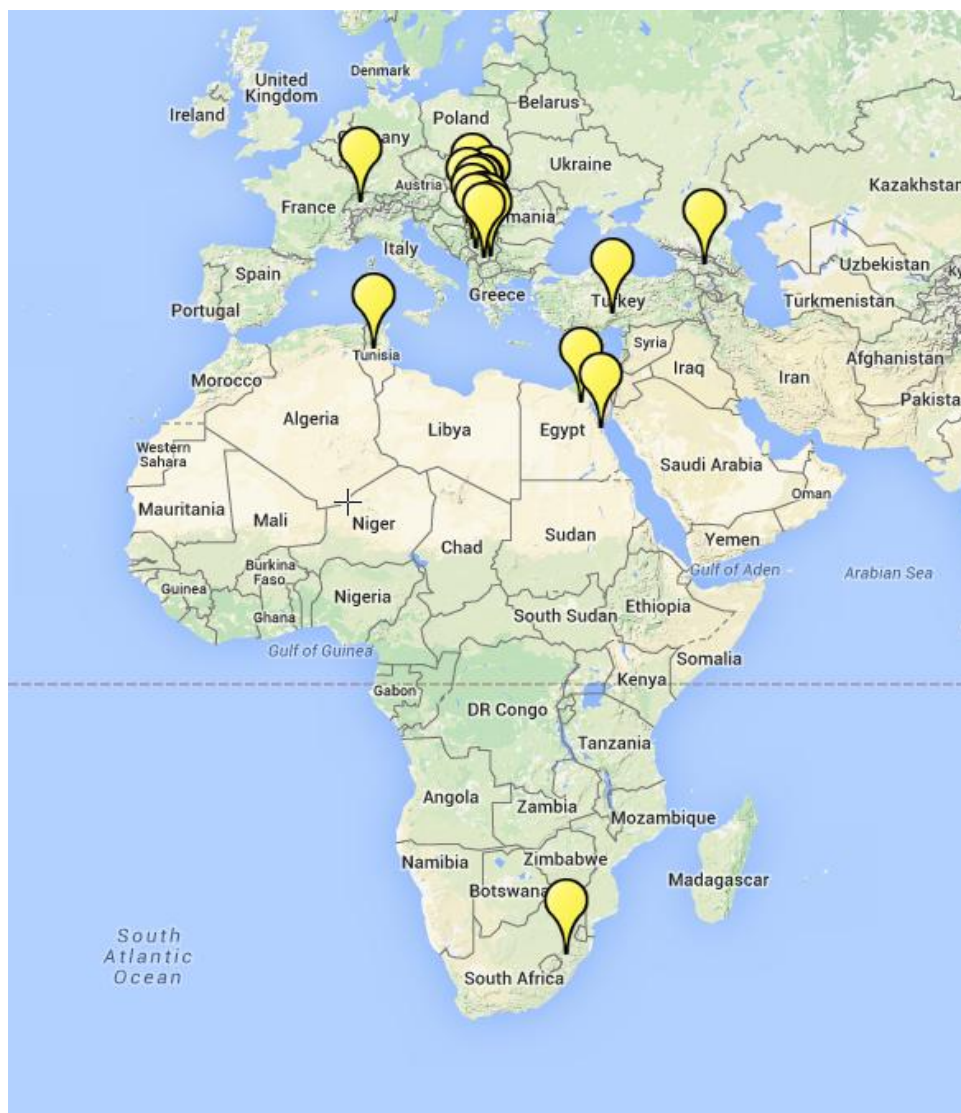 Denmark
United
Kingdom
Ireland
Belarus
Poland
Ukraine
Kazakhstan
Austria
France
Italy
Uzbekistan
Spain
Greece
Turkey
Türkmenistan
Portugal
Tunisia
Syria
Afghanistan
Iraq
Iran
Morocco
Algeria
Libya
Egypt
Western
Sahara
Saudi Arabia
Oman
Mauritania
Mali
Niger
Chad
Sudan
Yemen
Burkina
Faso
Gulf of Aden
Arabian Sea
Guinea
Nigeria
Ethiopia
Ghana
South Sudan
Gulf of Guinea
Somalia
Kenya
Gabon
DR Congo
Tanzania
Angola
Zambia
Mozambique
Namibia
Zimbabwe
Botswana
Madagascar
South
Atlantic
Ocean
South Africa